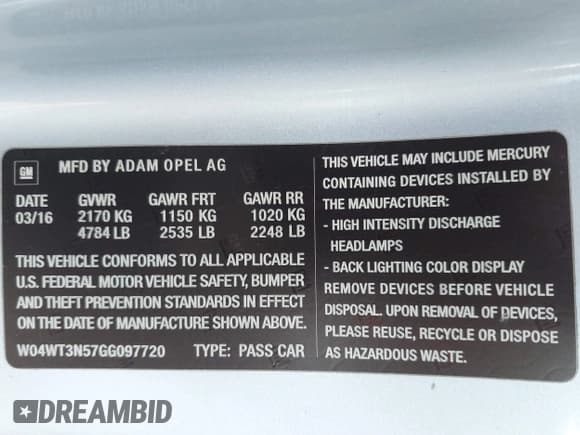 GM
MFD BY ADAM OPEL AG
DATE GVWR GAWR FRT GAWR RR
03/16 2170 KG 1150 KG 1020 KG
4784 LB 2535 LB 2248 LB
THIS VEHICLE CONFORMS TO ALL APPLICABLE
U.S. FEDERAL MOTOR VEHICLE SAFETY, BUMPER
AND THEFT PREVENTION STANDARDS IN EFFECT
ON THE DATE OF MANUFACTURE SHOWN ABOVE.
W04WT3N57GG097720 TYPE: PASS CAR
THIS VEHICLE MAY INCLUDE MERCURY
CONTAINING DEVICES INSTALLED BY
THE MANUFACTURER:
- HIGH INTENSITY DISCHARGE
HEADLAMPS
- BACK LIGHTING COLOR DISPLAY
REMOVE DEVICES BEFORE VEHICLE
DISPOSAL. UPON REMOVAL OF DEVICES,
PLEASE REUSE, RECYCLE OR DISPOSE
AS HAZARDOUS WASTE.
DREAMBID